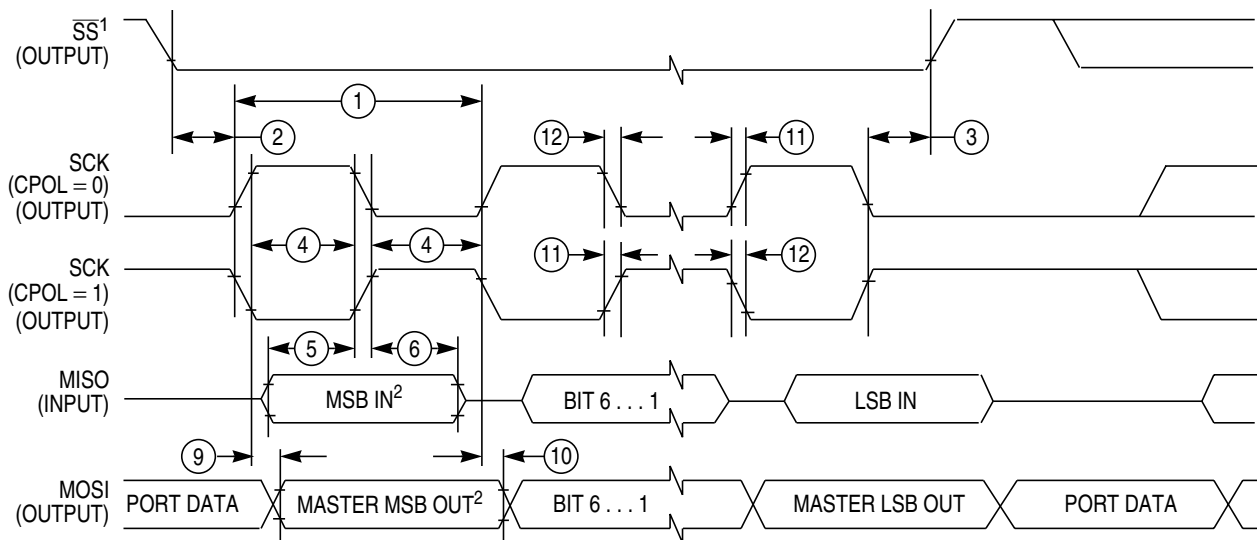 SS¹
(OUTPUT)
1
2
12
11
3
SCK
(CPOL = 0)
(OUTPUT)
4
4
11
12
SCK
(CPOL = 1)
(OUTPUT)
5
6
MISO
(INPUT)
MSB IN²
BIT 6 . . . 1
LSB IN
9
10
MOSI
(OUTPUT)
PORT DATA
MASTER MSB OUT²
BIT 6 . . . 1
MASTER LSB OUT
PORT DATA